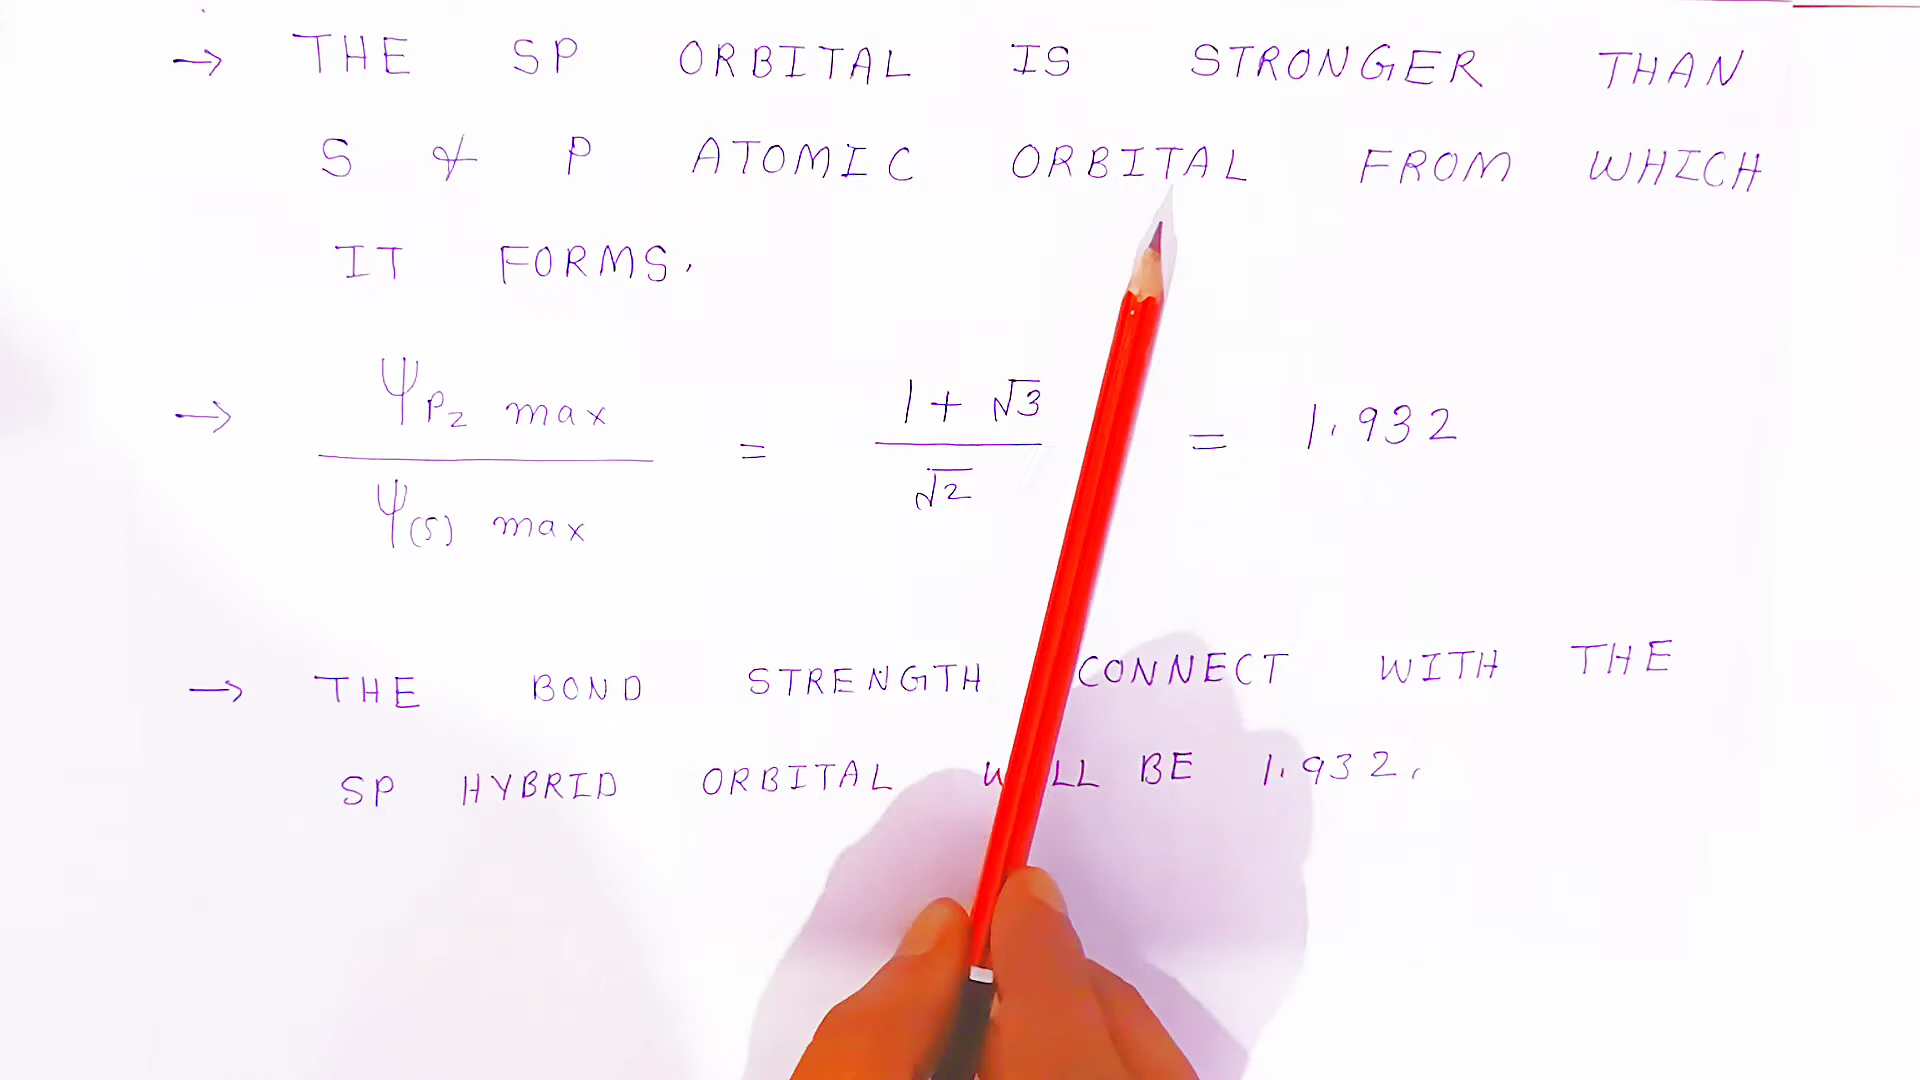 → THE SP ORBITAL IS STRONGER THAN
S & P ATOMIC ORBITAL FROM WHICH
IT FORMS.
→ ΨPz max / Ψ(s) max = 1 + √3 / √2 = 1.932
→ THE BOND STRENGTH CONNECT WITH THE
SP HYBRID ORBITAL WILL BE 1.932.